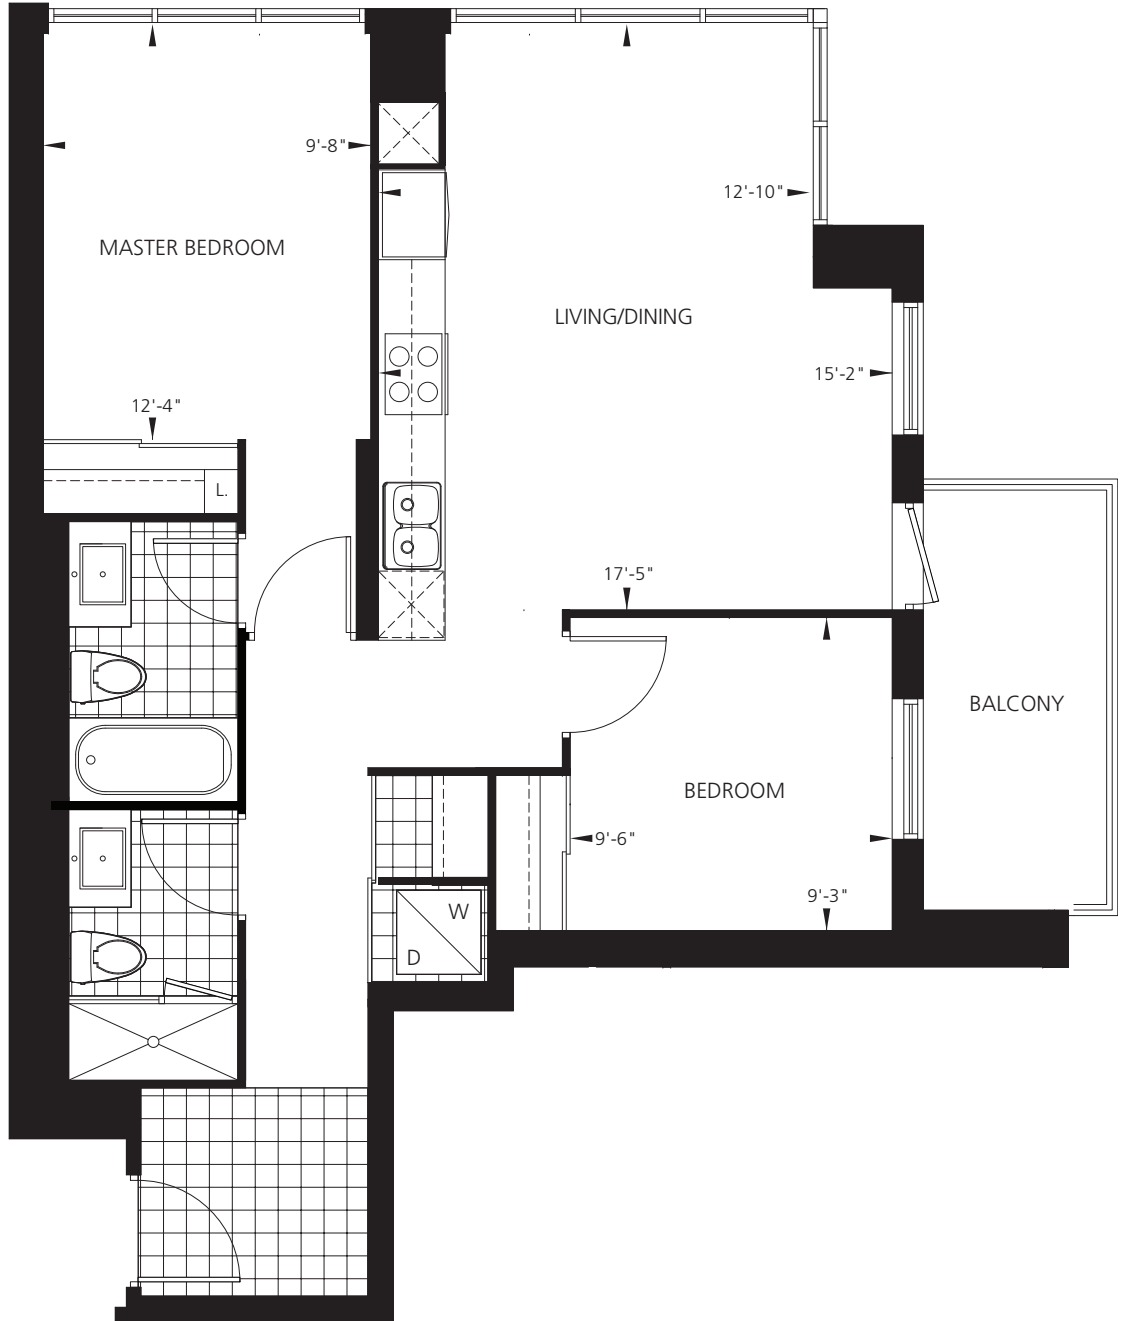 9'-8"
12'-10"
MASTER BEDROOM
LIVING/DINING
15'-2"
12'-4"
L.
17'-5"
BALCONY
BEDROOM
9'-6"
9'-3"
W
D